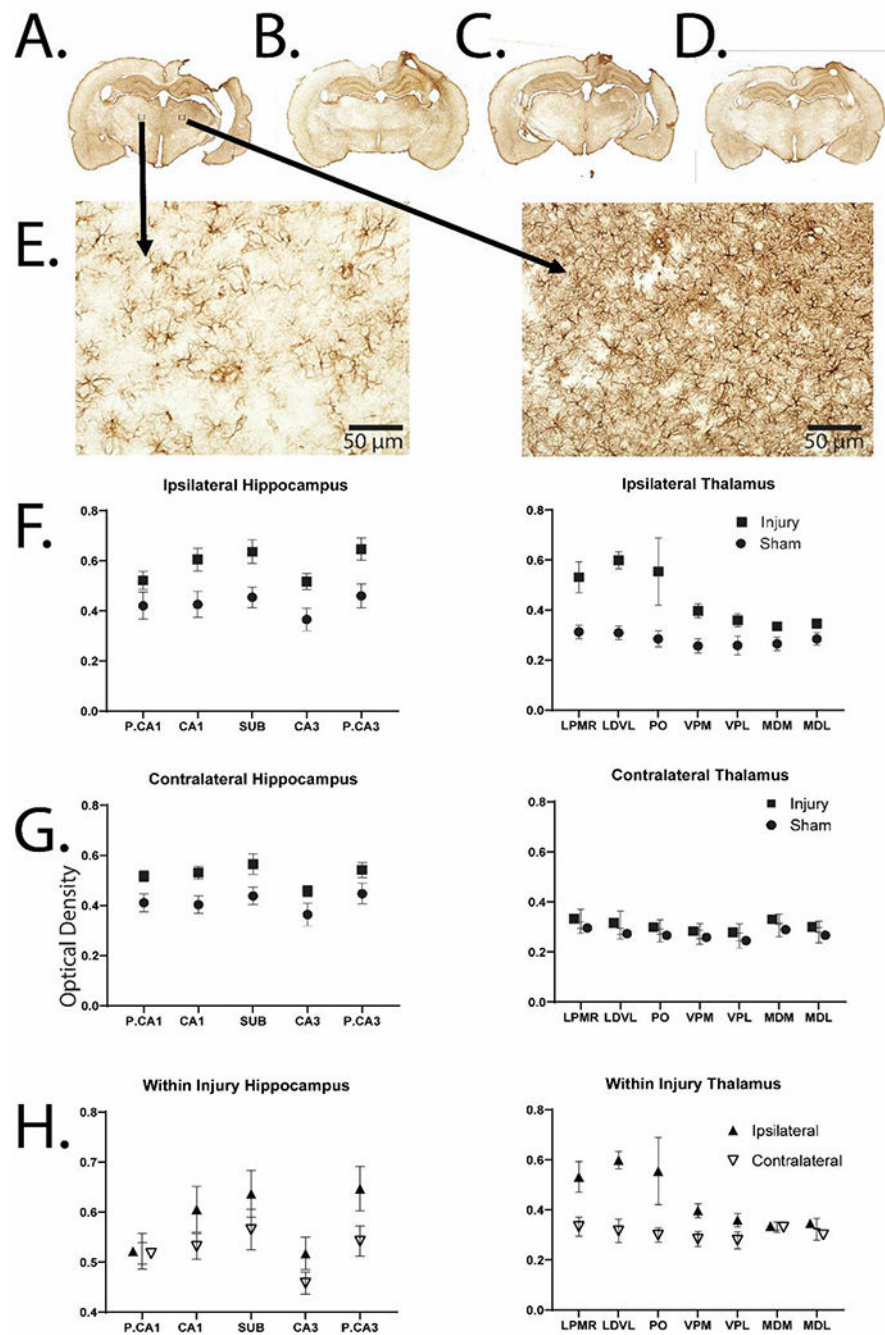 A.
B.
C.
D.
E.
50 µm
50 µm
F.
Ipsilateral Hippocampus
0.8
0.6
0.4
0.2
0.0
P.CA1 CA1 SUB CA3 P.CA3
Ipsilateral Thalamus
Injury
Sham
0.8
0.6
0.4
0.2
0.0
LPMR LDVL PO VPM VPL MDM MDL
G.
Optical Density
Contralateral Hippocampus
0.8
0.6
0.4
0.2
0.0
P.CA1 CA1 SUB CA3 P.CA3
Contralateral Thalamus
Injury
Sham
0.8
0.6
0.4
0.2
0.0
LPMR LDVL PO VPM VPL MDM MDL
H.
Within Injury Hippocampus
0.8
0.7
0.6
0.5
0.4
P.CA1 CA1 SUB CA3 P.CA3
Within Injury Thalamus
Ipsilateral
Contralateral
0.8
0.6
0.4
0.2
0.0
LPMR LDVL PO VPM VPL MDM MDL